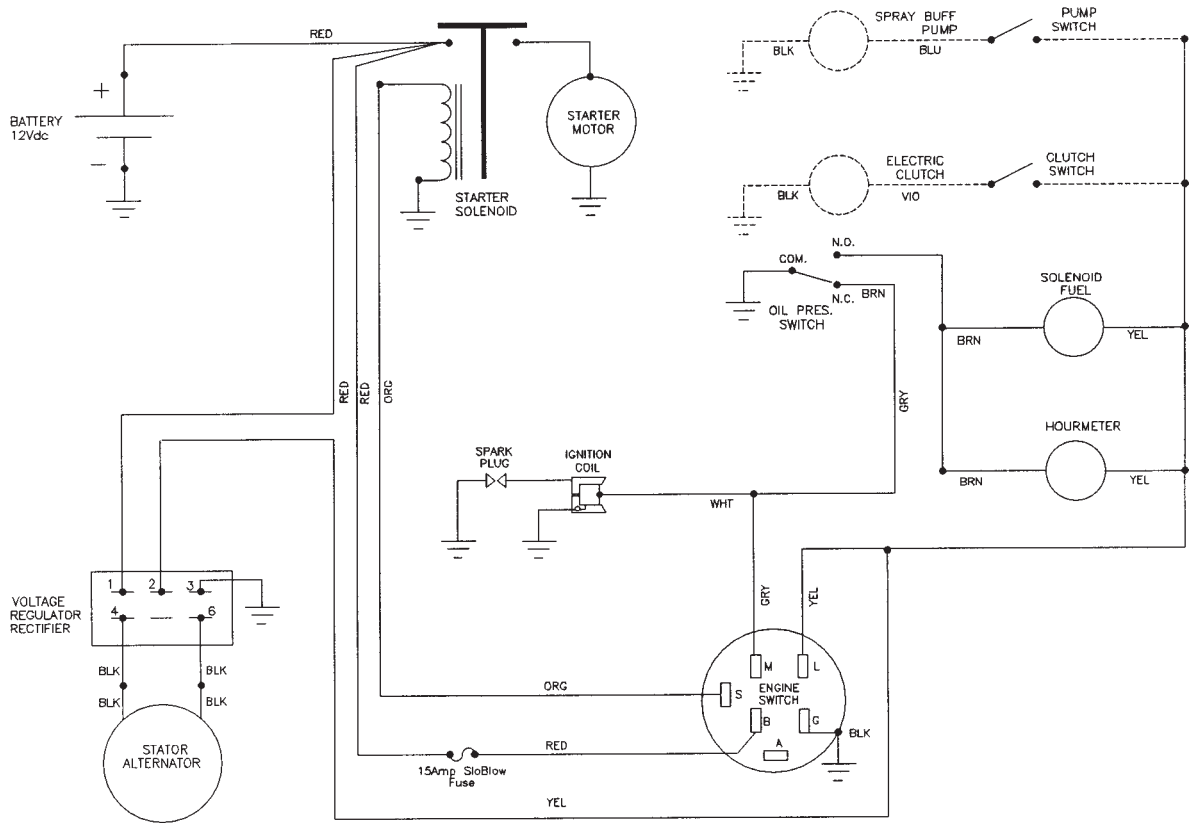 RED
SPRAY BUFF
PUMP
PUMP
SWITCH
BLK
BLU
+
BATTERY
12Vdc
–
STARTER
MOTOR
STARTER
SOLENOID
ELECTRIC
CLUTCH
CLUTCH
SWITCH
BLK
VIO
N.O.
COM.
N.C.
BRN
OIL PRES.
SWITCH
SOLENOID
FUEL
BRN
YEL
RED
RED
ORG
GRY
HOURMETER
BRN
YEL
SPARK
PLUG
IGNITION
COIL
WHT
VOLTAGE
REGULATOR
RECTIFIER
1
2
3
4
6
GRY
YEL
BLK
BLK
BLK
BLK
STATOR
ALTERNATOR
ORG
M
L
S
ENGINE
SWITCH
B
G
A
BLK
RED
15Amp SloBlow
Fuse
YEL